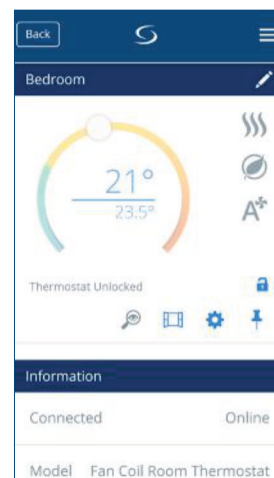 Back
Bedroom
21°
23.5°
A
Thermostat Unlocked
Information
Connected Online
Model Fan Coil Room Thermostat